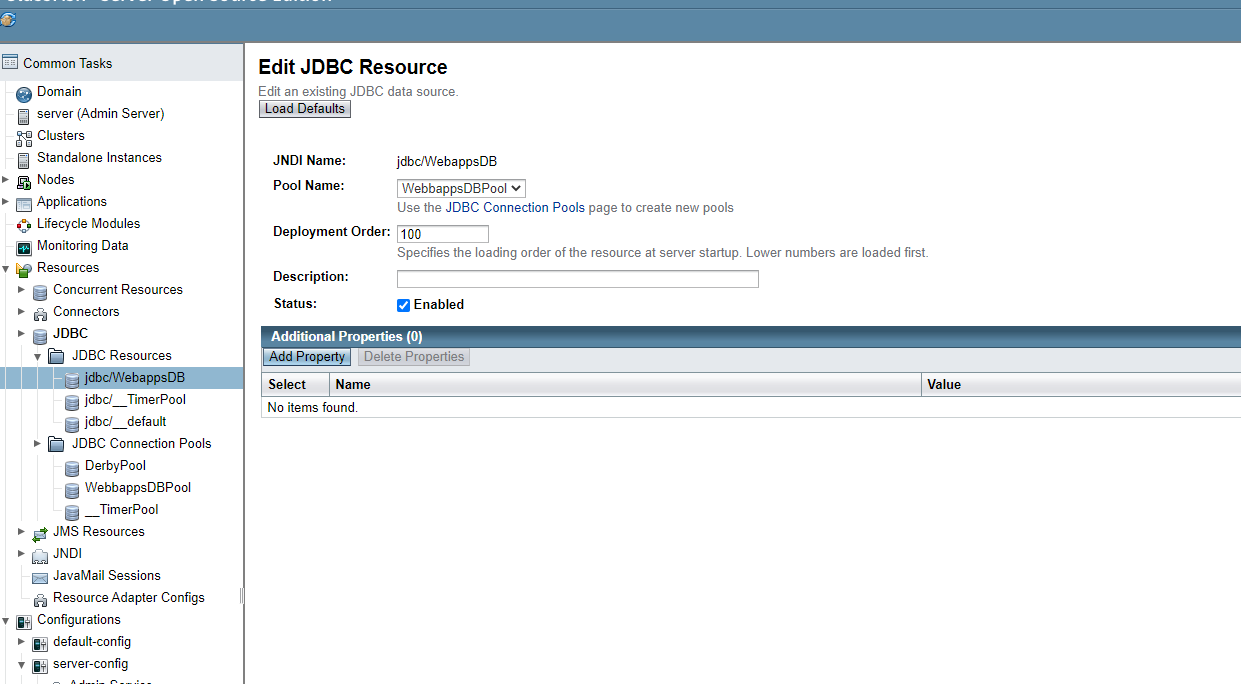 Common Tasks
Domain
server (Admin Server)
Clusters
Standalone Instances
Nodes
Applications
Lifecycle Modules
Monitoring Data
Resources
Concurrent Resources
Connectors
JDBC
JDBC Resources
jdbc/WebappsDB
jdbc/__TimerPool
jdbc/__default
JDBC Connection Pools
DerbyPool
WebbappsDBPool
__TimerPool
JMS Resources
JNDI
JavaMail Sessions
Resource Adapter Configs
Configurations
default-config
server-config
Edit JDBC Resource
Edit an existing JDBC data source.
Load Defaults
JNDI Name: jdbc/WebappsDB
Pool Name: WebbappsDBPool
Use the JDBC Connection Pools page to create new pools
Deployment Order: 100
Specifies the loading order of the resource at server startup. Lower numbers are loaded first.
Description:
Status: Enabled
Additional Properties (0)
Add Property Delete Properties
Select Name Value
No items found.